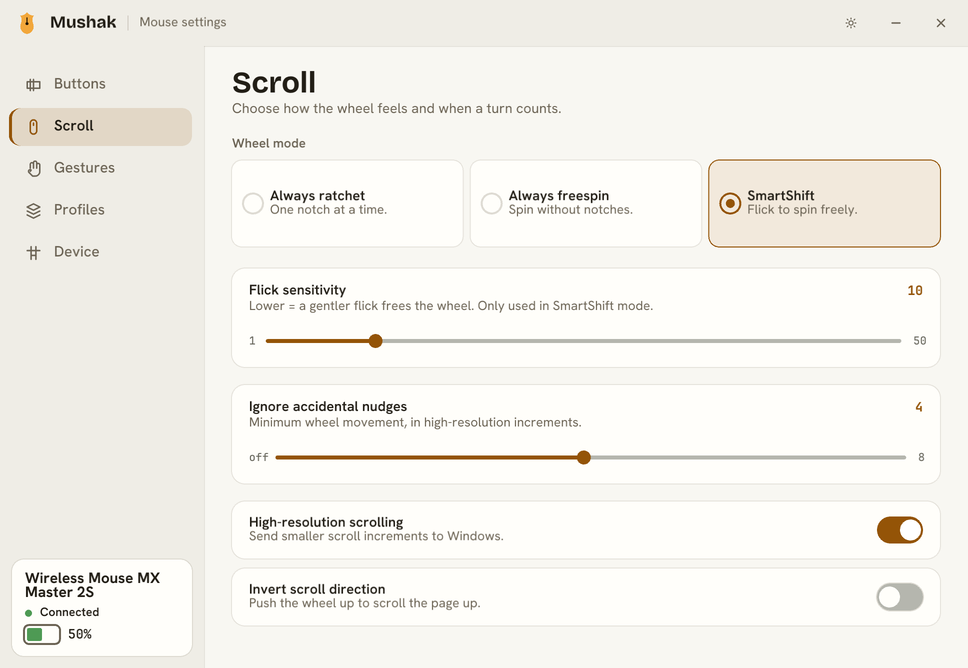 Mushak
Mouse settings
Buttons
Scroll
Gestures
Profiles
Device
Wireless Mouse MX
Master 2S
Connected
50%
Scroll
Choose how the wheel feels and when a turn counts.
Wheel mode
Always ratchet
One notch at a time.
Always freespin
Spin without notches.
SmartShift
Flick to spin freely.
Flick sensitivity
10
Lower = a gentler flick frees the wheel. Only used in SmartShift mode.
1
50
Ignore accidental nudges
4
Minimum wheel movement, in high-resolution increments.
off
8
High-resolution scrolling
Send smaller scroll increments to Windows.
Invert scroll direction
Push the wheel up to scroll the page up.